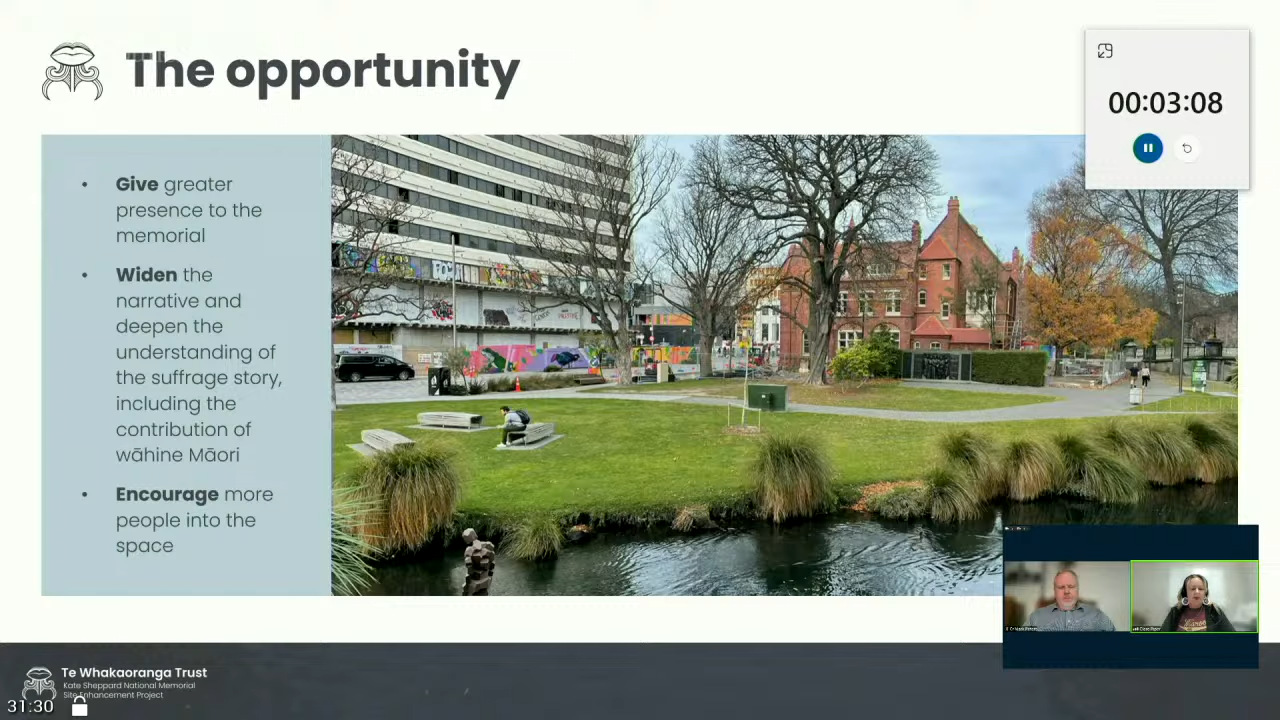 The opportunity
00:03:08
• Give greater
presence to the
memorial
• Widen the
narrative and
deepen the
understanding of
the suffrage story,
including the
contribution of
wāhine Māori
• Encourage more
people into the
space
Te Whakaoranga Trust
Kate Sheppard National Memorial
Site Enhancement Project
31:30